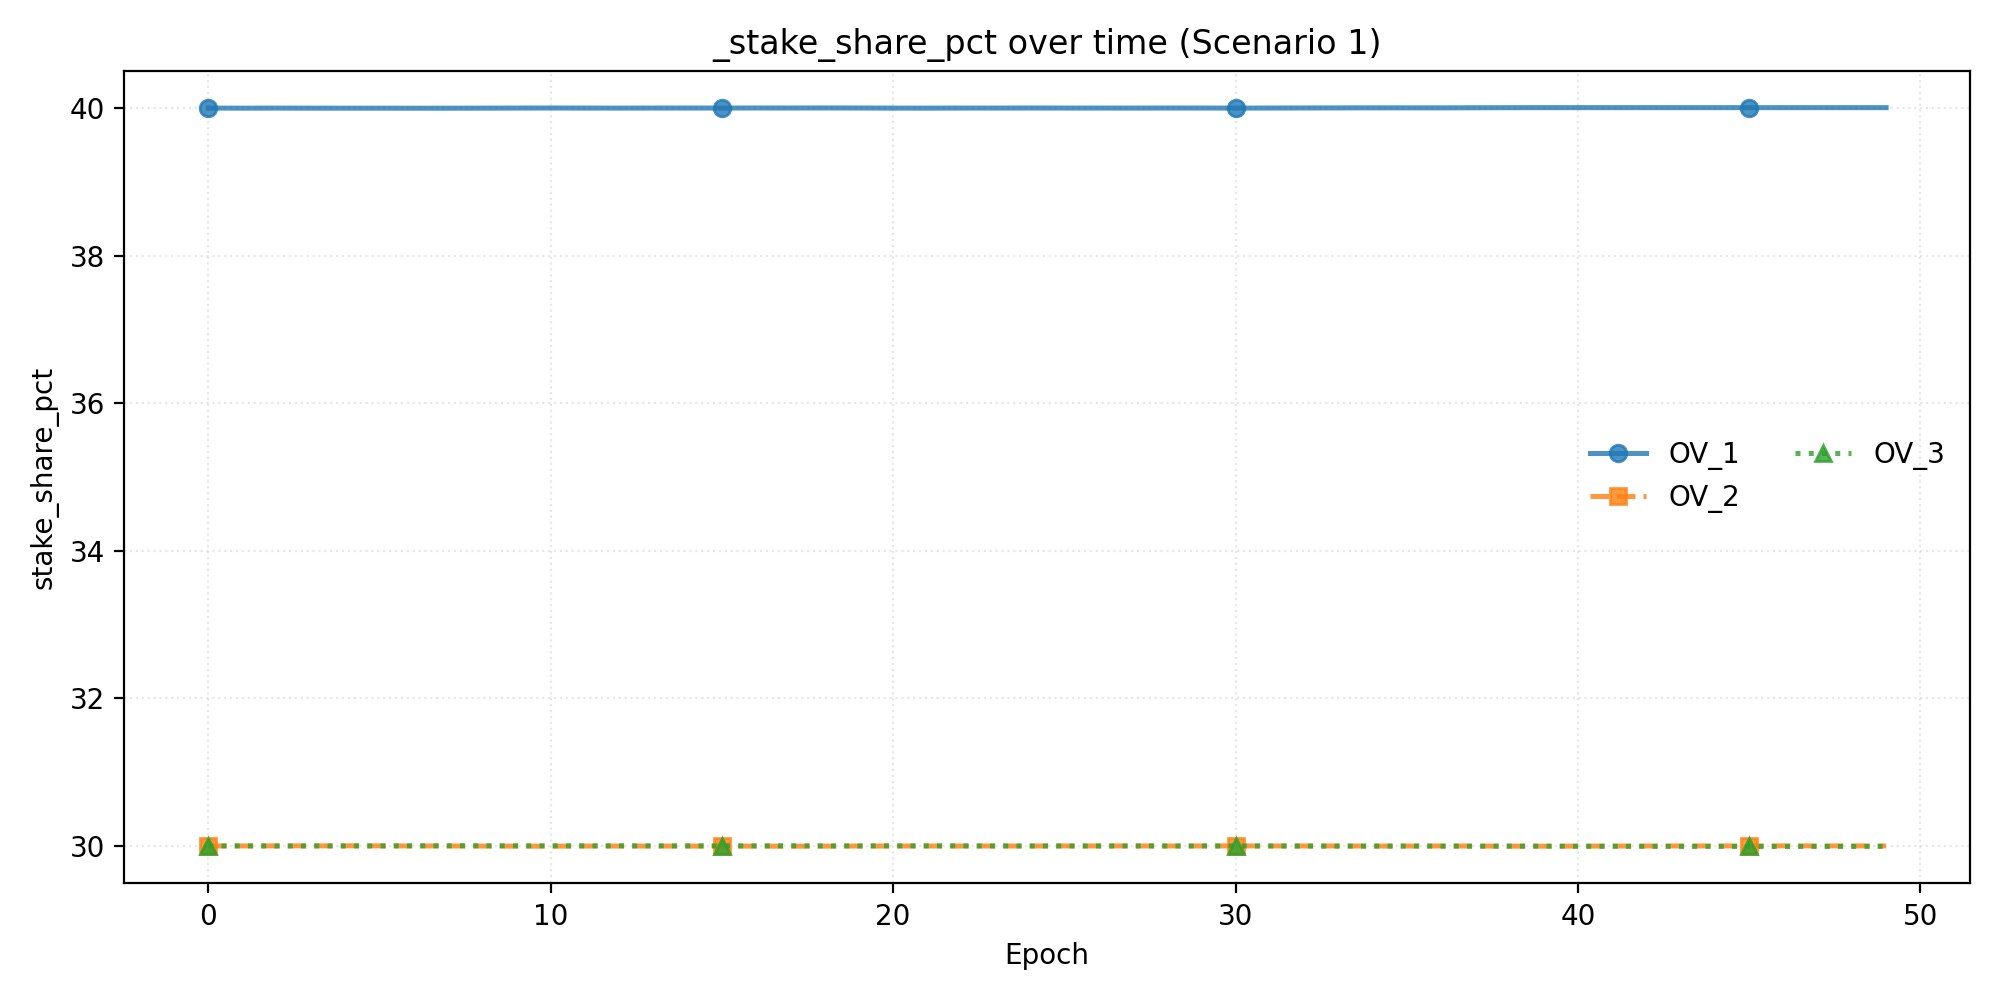 _stake_share_pct over time (Scenario 1)
stake_share_pct
40
38
36
34
32
30
OV_1
OV_2
OV_3
0 10 20 30 40 50
Epoch